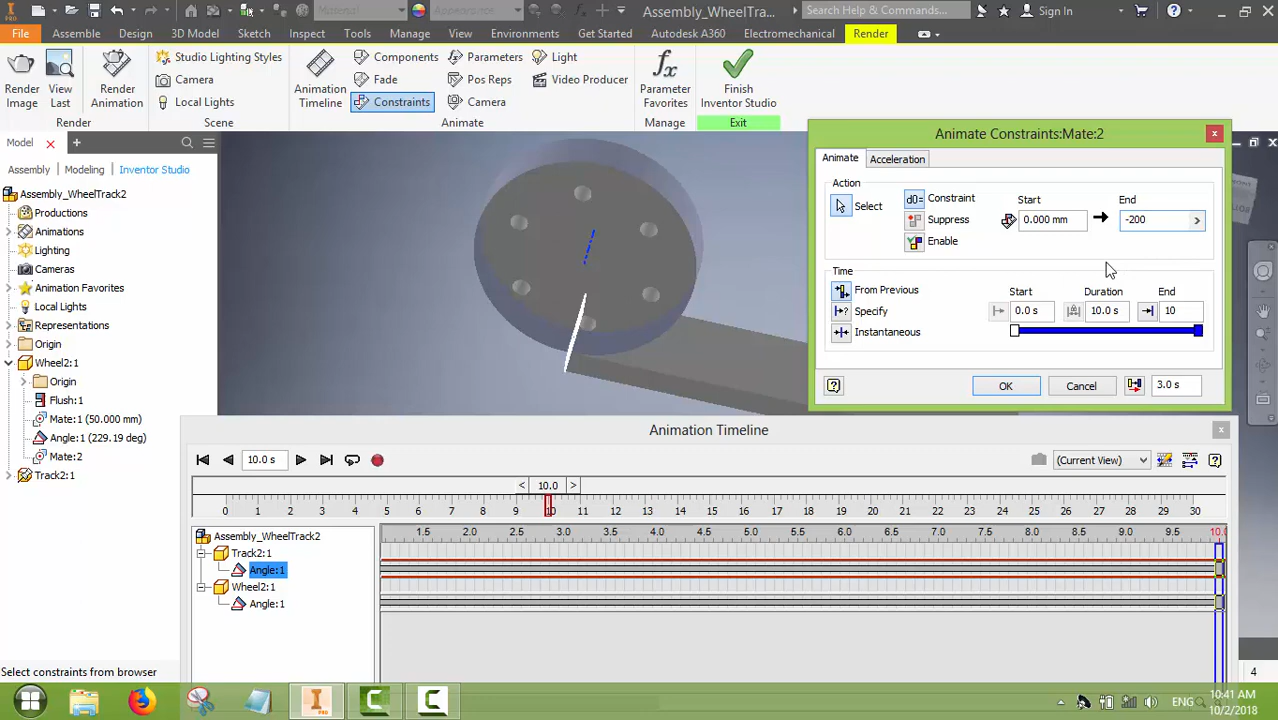 Material
Appearance
Assembly_WheelTra...
Search Help & Commands...
Sign In
File
Assemble
Design
3D Model
Sketch
Inspect
Tools
Manage
View
Environments
Get Started
Autodesk A360
Electromechanical
Render
Render Image
View Last
Render Animation
Studio Lighting Styles
Camera
Local Lights
Animation Timeline
Components
Fade
Constraints
Parameters
Pos Reps
Camera
Light
Video Producer
fx
Parameter Favorites
Finish Inventor Studio
Render
Scene
Animate
Manage
Exit
Model
Assembly
Modeling
Inventor Studio
Assembly_WheelTrack2
Productions
Animations
Lighting
Cameras
Animation Favorites
Local Lights
Representations
Origin
Wheel2:1
Origin
Flush:1
Mate:1 (50.000 mm)
Angle:1 (229.19 deg)
Mate:2
Track2:1
Animate Constraints:Mate:2
Animate
Acceleration
Action
Select
Constraint
Suppress
Enable
Start
End
0.000 mm
-200
Time
From Previous
Specify
Instantaneous
Start
Duration
End
0.0 s
10.0 s
10
OK
Cancel
3.0 s
Animation Timeline
10.0 s
(Current View)
< 10.0 >
0 1 2 3 4 5 6 7 8 9 10 11 12 13 14 15 16 17 18 19 20 21 22 23 24 25 26 27 28 29 30
1.5 2.0 2.5 3.0 3.5 4.0 4.5 5.0 5.5 6.0 6.5 7.0 7.5 8.0 8.5 9.0 9.5 10.0
Assembly_WheelTrack2
Track2:1
Angle:1
Wheel2:1
Angle:1
Select constraints from browser
4
ENG
10:41 AM
10/2/2018